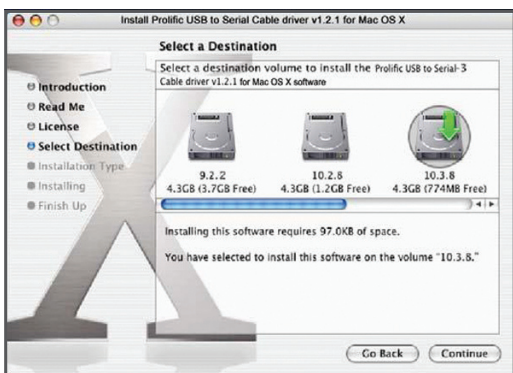 Install Prolific USB to Serial Cable driver v1.2.1 for Mac OS X
Select a Destination
Introduction
Read Me
License
Select Destination
Installation Type
Installing
Finish Up
Select a destination volume to install the Prolific USB to Serial-3
Cable driver v1.2.1 for Mac OS X software
9.2.2
4.3GB (3.7GB Free)
10.2.8
4.3GB (1.2GB Free)
10.3.8
4.3GB (774MB Free)
Installing this software requires 97.0KB of space.
You have selected to install this software on the volume "10.3.8."
Go Back
Continue